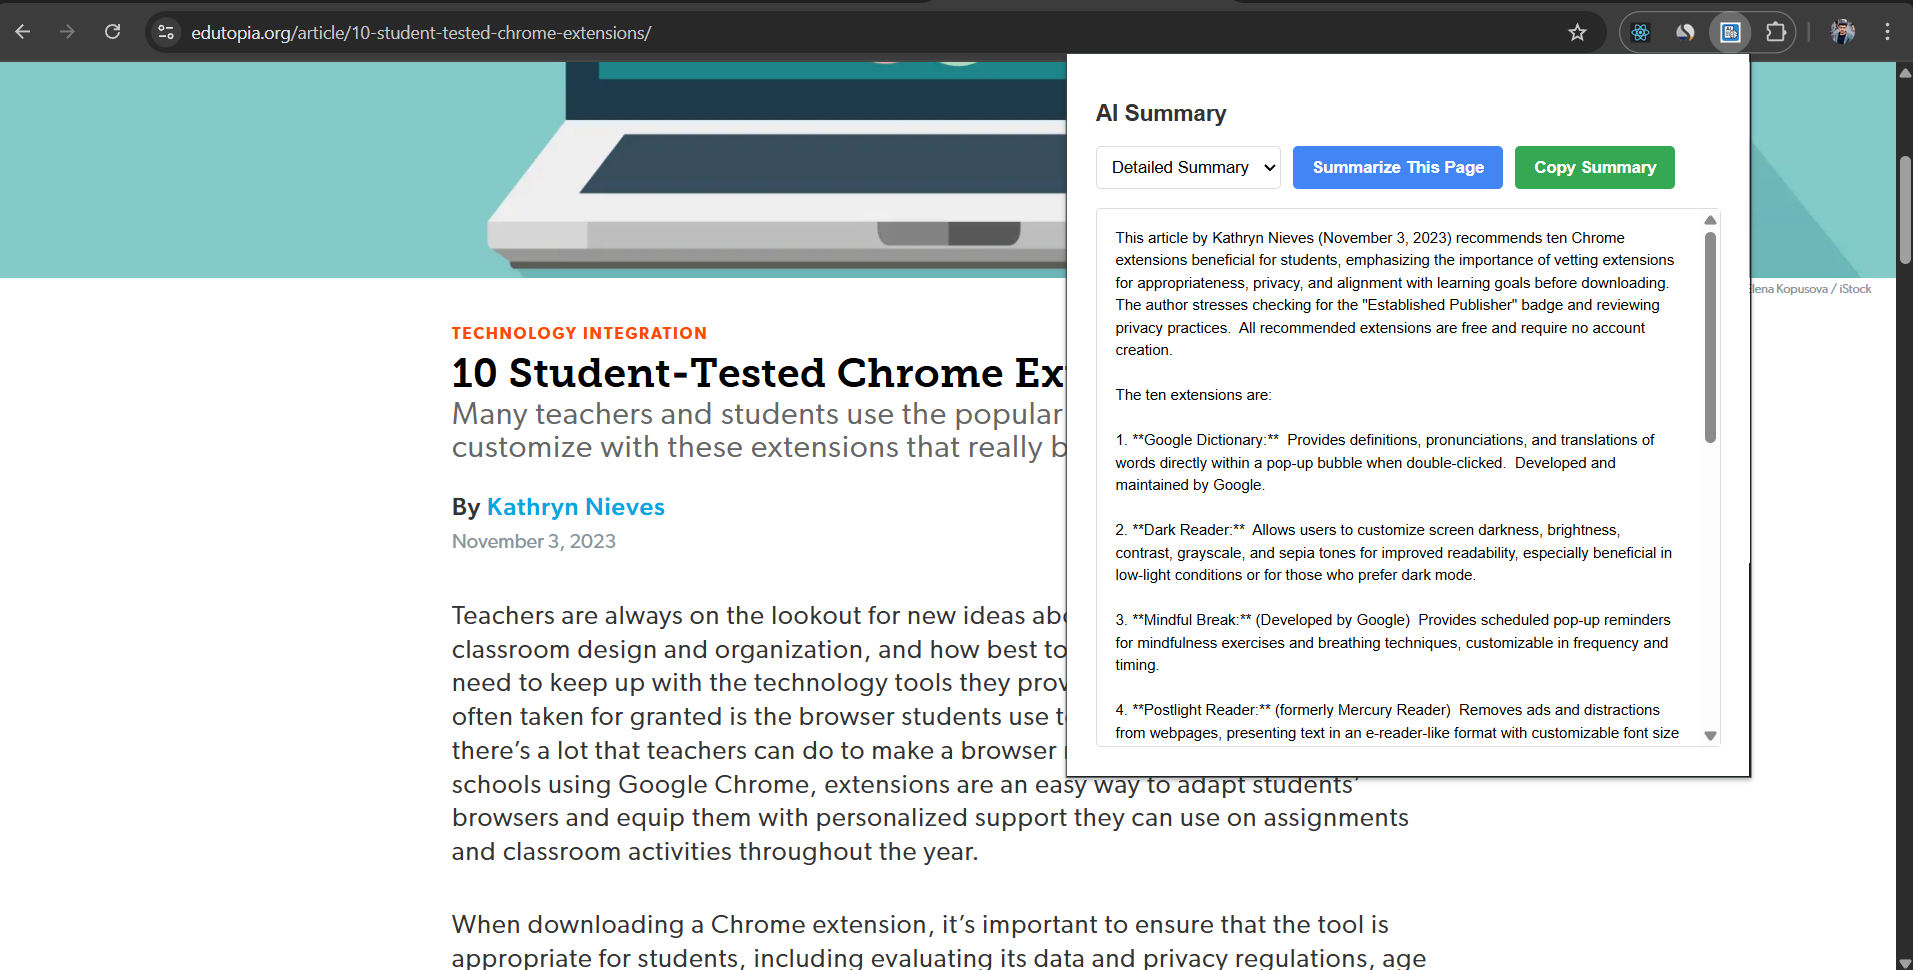 edutopia.org/article/10-student-tested-chrome-extensions/
AI Summary
Detailed Summary
Summarize This Page
Copy Summary
This article by Kathryn Nieves (November 3, 2023) recommends ten Chrome
extensions beneficial for students, emphasizing the importance of vetting extensions
for appropriateness, privacy, and alignment with learning goals before downloading.
The author stresses checking for the "Established Publisher" badge and reviewing
privacy practices.  All recommended extensions are free and require no account
creation.
The ten extensions are:
1. **Google Dictionary:**  Provides definitions, pronunciations, and translations of
words directly within a pop-up bubble when double-clicked.  Developed and
maintained by Google.
2. **Dark Reader:**  Allows users to customize screen darkness, brightness,
contrast, grayscale, and sepia tones for improved readability, especially beneficial in
low-light conditions or for those who prefer dark mode.
3. **Mindful Break:** (Developed by Google)  Provides scheduled pop-up reminders
for mindfulness exercises and breathing techniques, customizable in frequency and
timing.
4. **Postlight Reader:** (formerly Mercury Reader)  Removes ads and distractions
from webpages, presenting text in an e-reader-like format with customizable font size
Kopusova / iStock
TECHNOLOGY INTEGRATION
10 Student-Tested Chrome Ex
Many teachers and students use the popular
customize with these extensions that really b
By Kathryn Nieves
November 3, 2023
Teachers are always on the lookout for new ideas abo
classroom design and organization, and how best to
need to keep up with the technology tools they prov
often taken for granted is the browser students use t
there’s a lot that teachers can do to make a browser
schools using Google Chrome, extensions are an easy way to adapt students’
browsers and equip them with personalized support they can use on assignments
and classroom activities throughout the year.
When downloading a Chrome extension, it’s important to ensure that the tool is
appropriate for students, including evaluating its data and privacy regulations, age